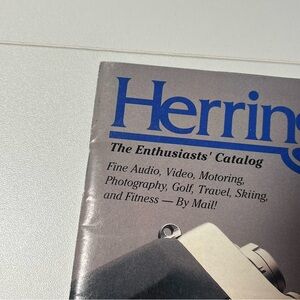 Herring
The Enthusiasts' Catalog
Fine Audio, Video, Motoring,
Photography, Golf, Travel, Skiing,
and Fitness — By Mail!